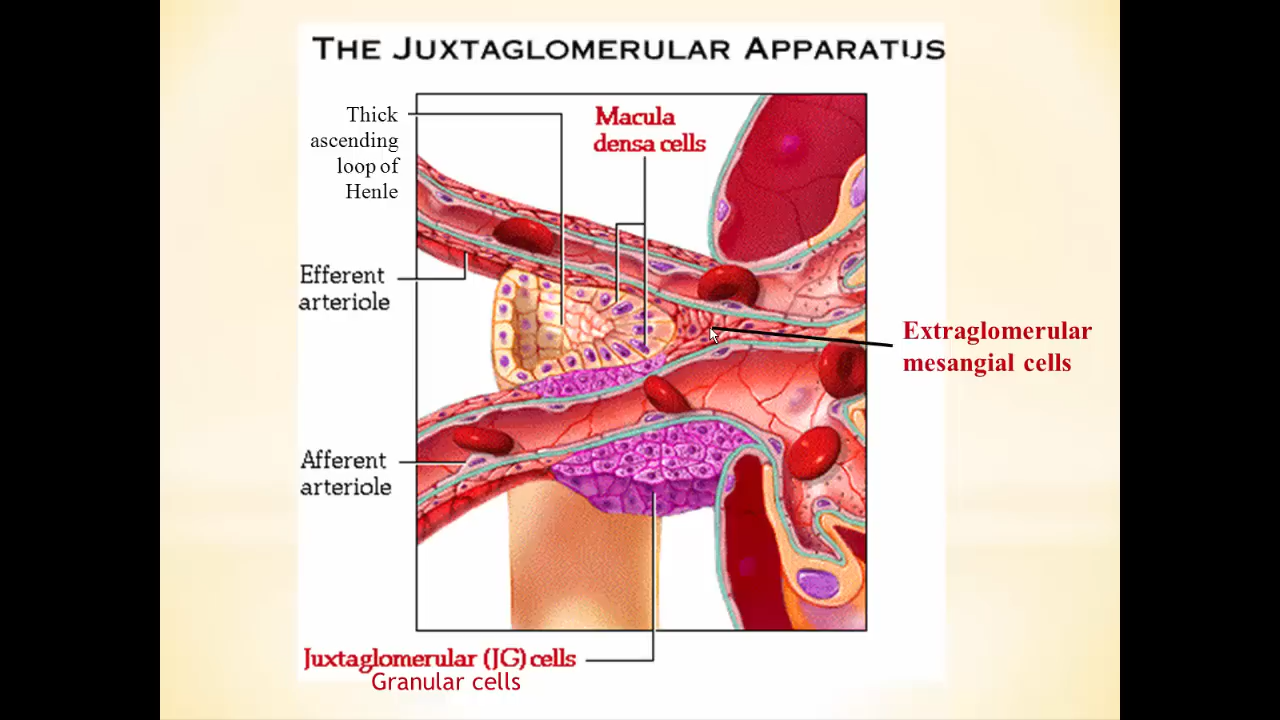 THE JUXTAGLOMERULAR APPARATUS
Thick
ascending
loop of
Henle
Macula
densa cells
Efferent
arteriole
Extraglomerular
mesangial cells
Afferent
arteriole
Juxtaglomerular (JG) cells
Granular cells